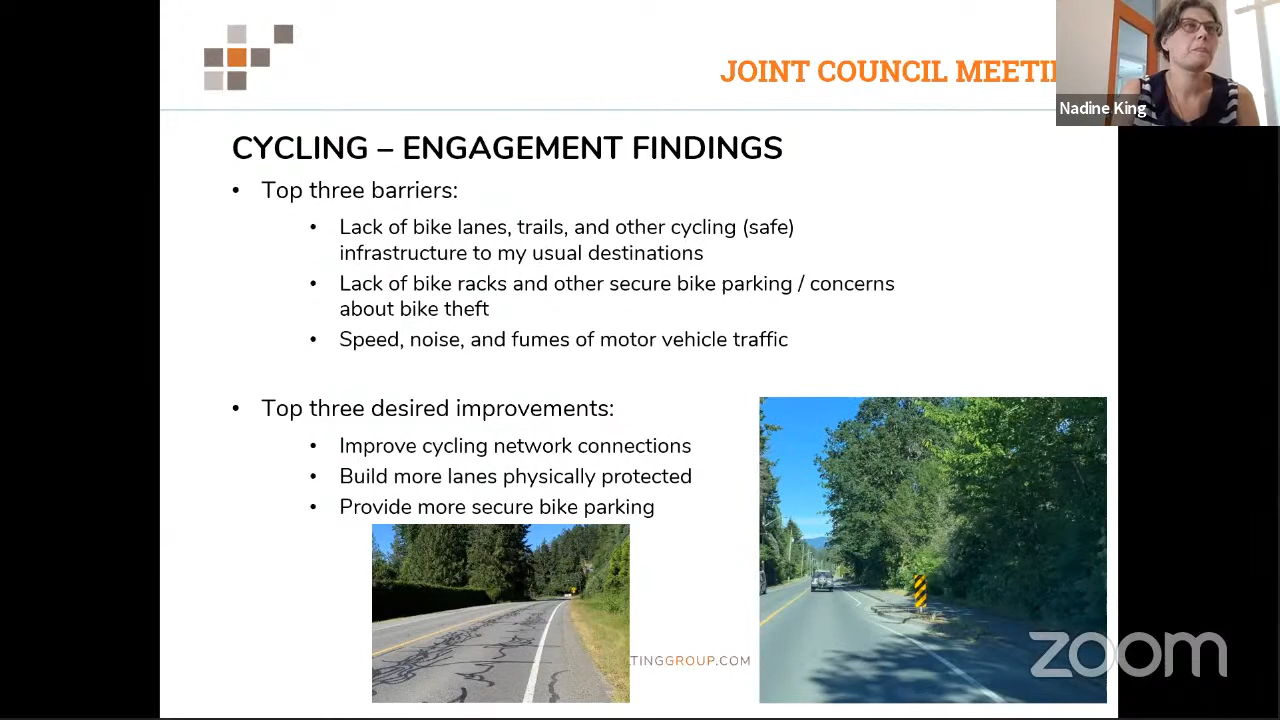 JOINT COUNCIL
Nadine King
CYCLING – ENGAGEMENT FINDINGS
• Top three barriers:
• Lack of bike lanes, trails, and other cycling (safe)
infrastructure to my usual destinations
• Lack of bike racks and other secure bike parking / concerns
about bike theft
• Speed, noise, and fumes of motor vehicle traffic
• Top three desired improvements:
• Improve cycling network connections
• Build more lanes physically protected
• Provide more secure bike parking
TINGGROUP.COM
zoom